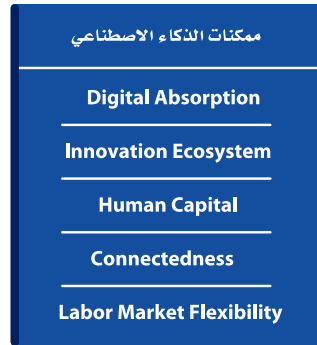 ممكنات الذكاء الاصطناعي
Digital Absorption
Innovation Ecosystem
Human Capital
Connectedness
Labor Market Flexibility